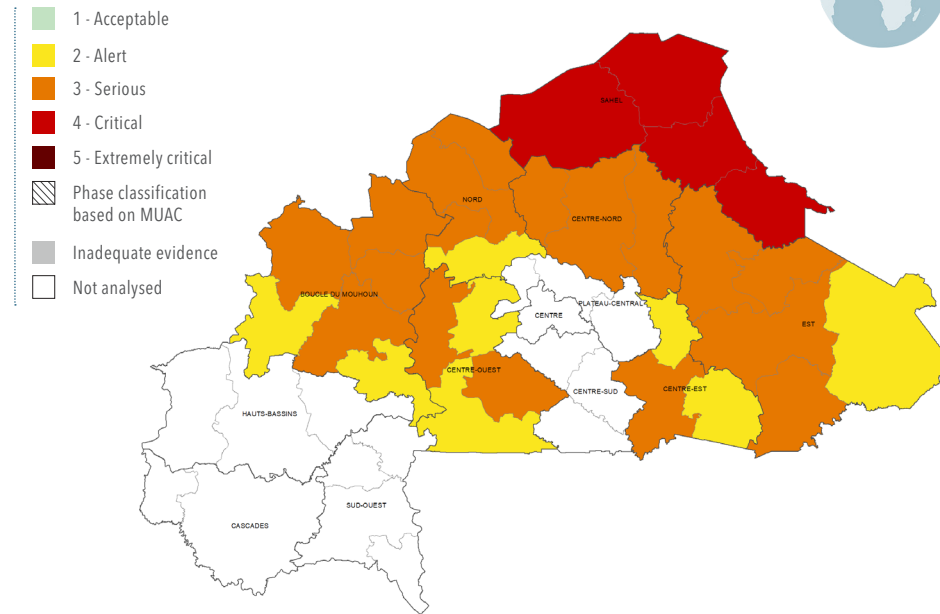 1 - Acceptable
2 - Alert
3 - Serious
4 - Critical
5 - Extremely critical
Phase classification
based on MUAC
Inadequate evidence
Not analysed
SAHEL
NORD
CENTRE-NORD
BOUCLE DU MOUHOUN
PLATEAU-CENTRAL
CENTRE
EST
CENTRE-OUEST
CENTRE-EST
CENTRE-SUD
HAUTS-BASSINS
SUD-OUEST
CASCADES